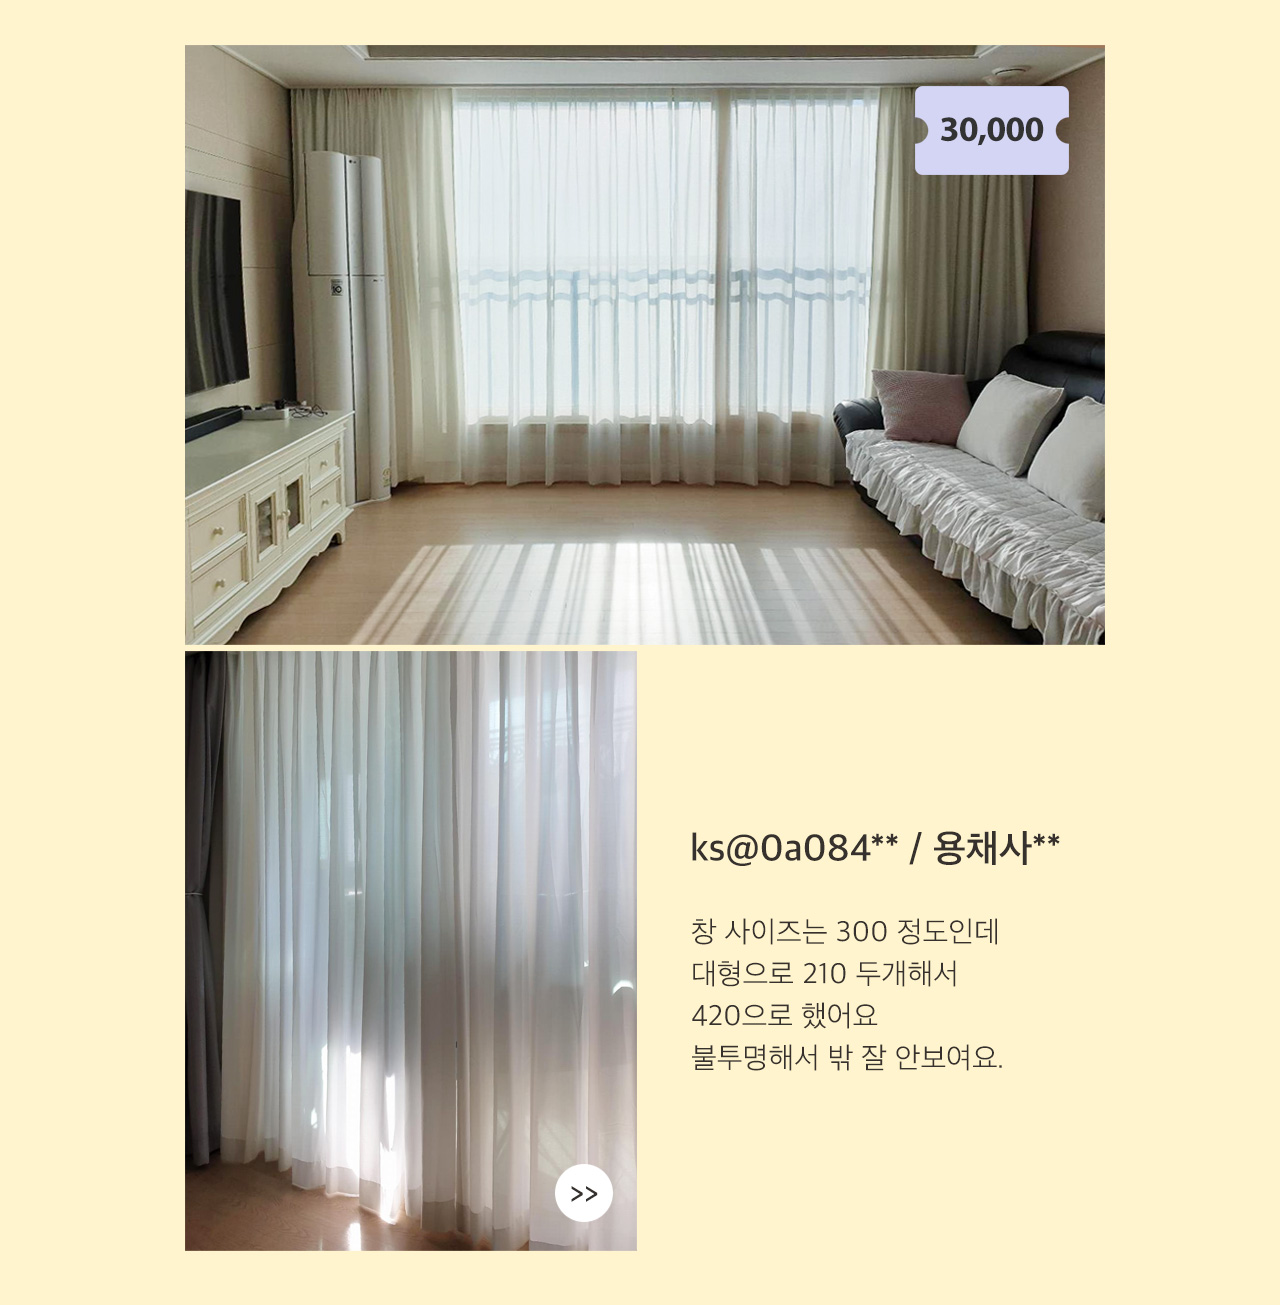 30,000
ks@0a084** / 용채사**
창 사이즈는 300 정도인데
대형으로 210 두개해서
420으로 했어요
불투명해서 밖 잘 안보여요.
>>